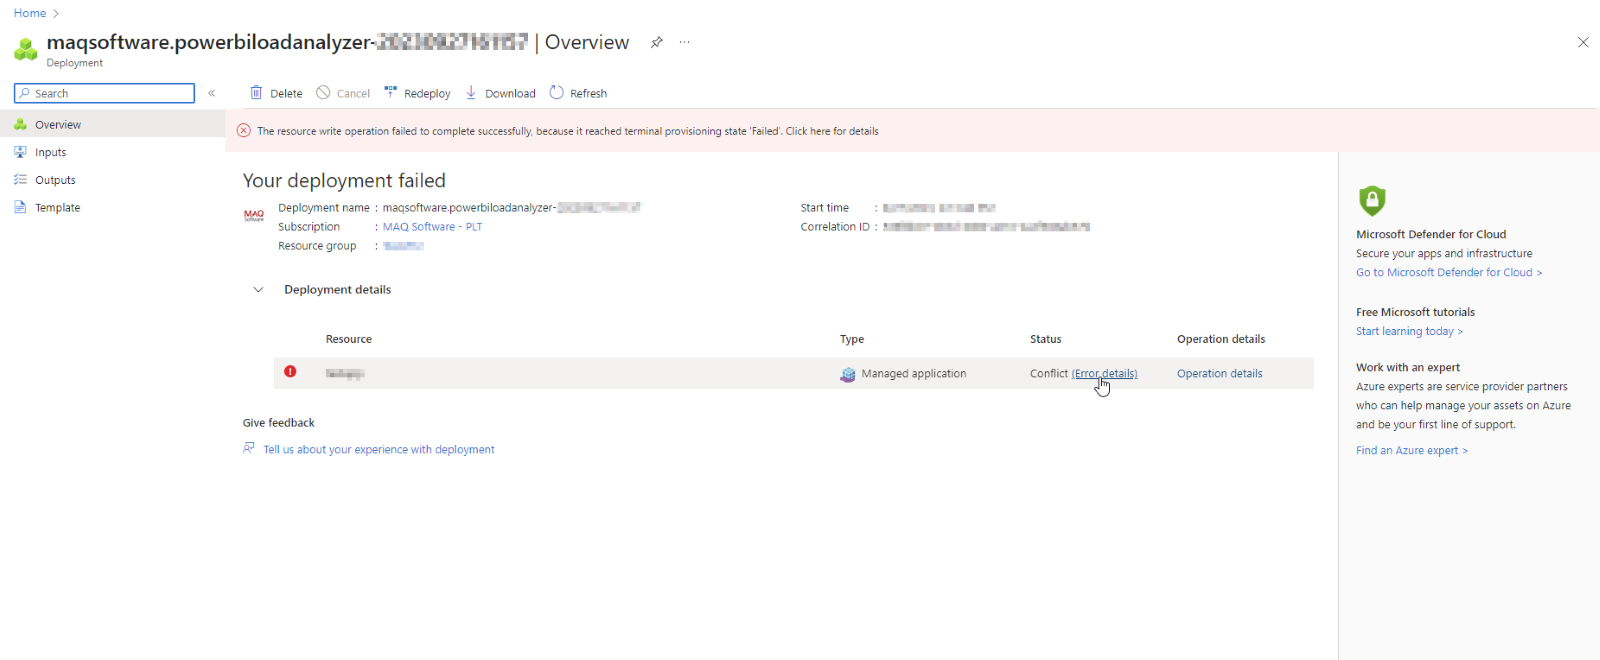 Home >
maqsoftware.powerbiloadanalyzer- | Overview
Deployment
Search
«
Delete
Cancel
Redeploy
Download
Refresh
Overview
Inputs
Outputs
Template
The resource write operation failed to complete successfully, because it reached terminal provisioning state 'Failed'. Click here for details
Your deployment failed
MAQ Software
Deployment name : maqsoftware.powerbiloadanalyzer-
Subscription : MAQ Software - PLT
Resource group :
Start time :
Correlation ID :
Deployment details
Resource Type Status Operation details
Managed application Conflict (Error details) Operation details
Give feedback
Tell us about your experience with deployment
Microsoft Defender for Cloud
Secure your apps and infrastructure
Go to Microsoft Defender for Cloud >
Free Microsoft tutorials
Start learning today >
Work with an expert
Azure experts are service provider partners
who can help manage your assets on Azure
and be your first line of support.
Find an Azure expert >